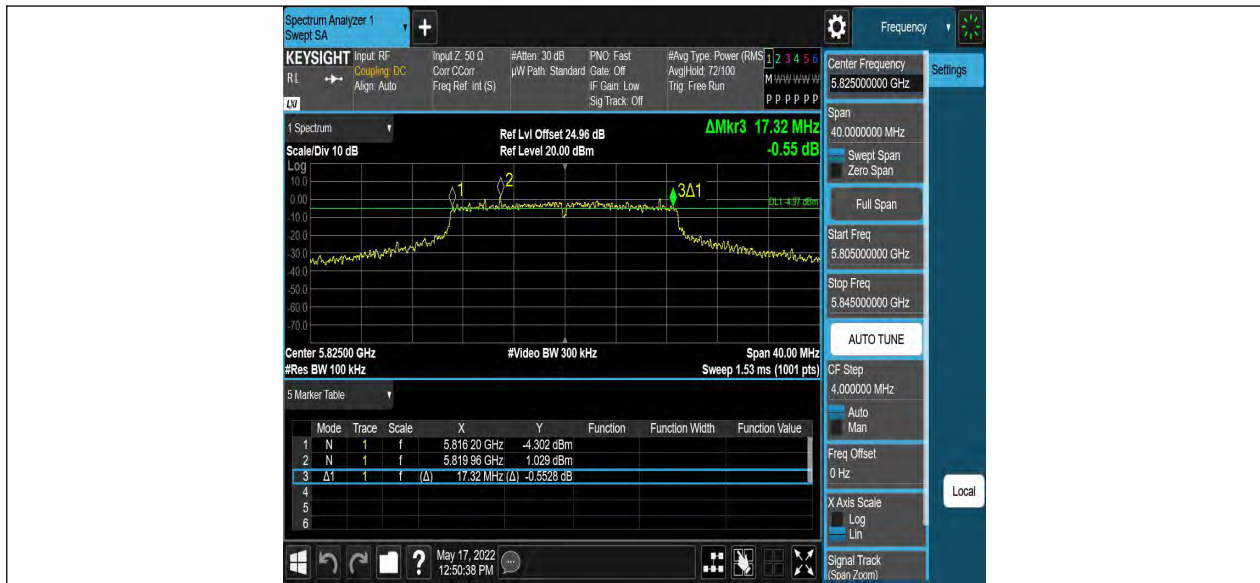 Spectrum Analyzer 1
Swept SA
+
Frequency
KEYSIGHT
RL
LXI
Input: RF
Coupling: DC
Align: Auto
Input Z: 50 Ω
Corr CCorr
Freq Ref: Int (S)
#Atten: 30 dB
µW Path: Standard
PNO: Fast
Gate: Off
IF Gain: Low
Sig Track: Off
#Avg Type: Power (RMS
Avg|Hold: 72/100
Trig: Free Run
1 2 3 4 5 6
M W W W W W
P P P P P P
Center Frequency
5.825000000 GHz
Settings
Span
40.0000000 MHz
Swept Span
Zero Span
Full Span
Start Freq
5.805000000 GHz
Stop Freq
5.845000000 GHz
AUTO TUNE
CF Step
4.000000 MHz
Auto
Man
Freq Offset
0 Hz
X Axis Scale
Log
Lin
Signal Track
(Span Zoom)
Local
1 Spectrum
Scale/Div 10 dB
Ref Lvl Offset 24.96 dB
Ref Level 20.00 dBm
ΔMkr3 17.32 MHz
-0.55 dB
Log
10.0
0.00
-10.0
-20.0
-30.0
-40.0
-50.0
-60.0
-70.0
1
2
3Δ1
DL1 -4.97 dBm
Center 5.82500 GHz
#Video BW 300 kHz
Span 40.00 MHz
#Res BW 100 kHz
Sweep 1.53 ms (1001 pts)
5 Marker Table
Mode Trace Scale X Y Function Function Width Function Value
1 N 1 f 5.816 20 GHz -4.302 dBm
2 N 1 f 5.819 96 GHz 1.029 dBm
3 Δ1 1 f (Δ) 17.32 MHz (Δ) -0.5528 dB
4
5
6
?
May 17, 2022
12:50:38 PM